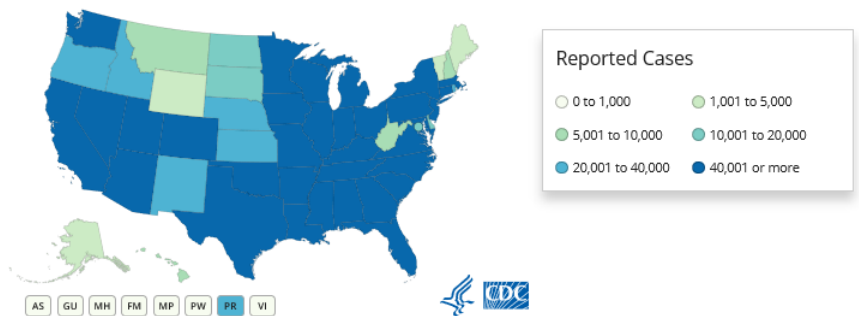 Reported Cases
0 to 1,000
1,001 to 5,000
5,001 to 10,000
10,001 to 20,000
20,001 to 40,000
40,001 or more
AS GU MH FM MP PW PR VI
CDC